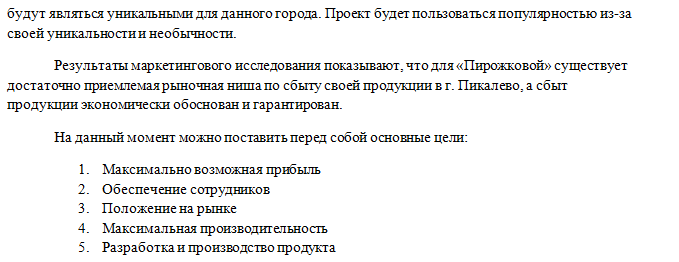 будут являться уникальными для данного города. Проект будет пользоваться популярностью из-за
своей уникальности и необычности.
Результаты маркетингового исследования показывают, что для «Пирожковой» существует
достаточно приемлемая рыночная ниша по сбыту своей продукции в г. Пикалево, а сбыт
продукции экономически обоснован и гарантирован.
На данный момент можно поставить перед собой основные цели:
1. Максимально возможная прибыль
2. Обеспечение сотрудников
3. Положение на рынке
4. Максимальная производительность
5. Разработка и производство продукта